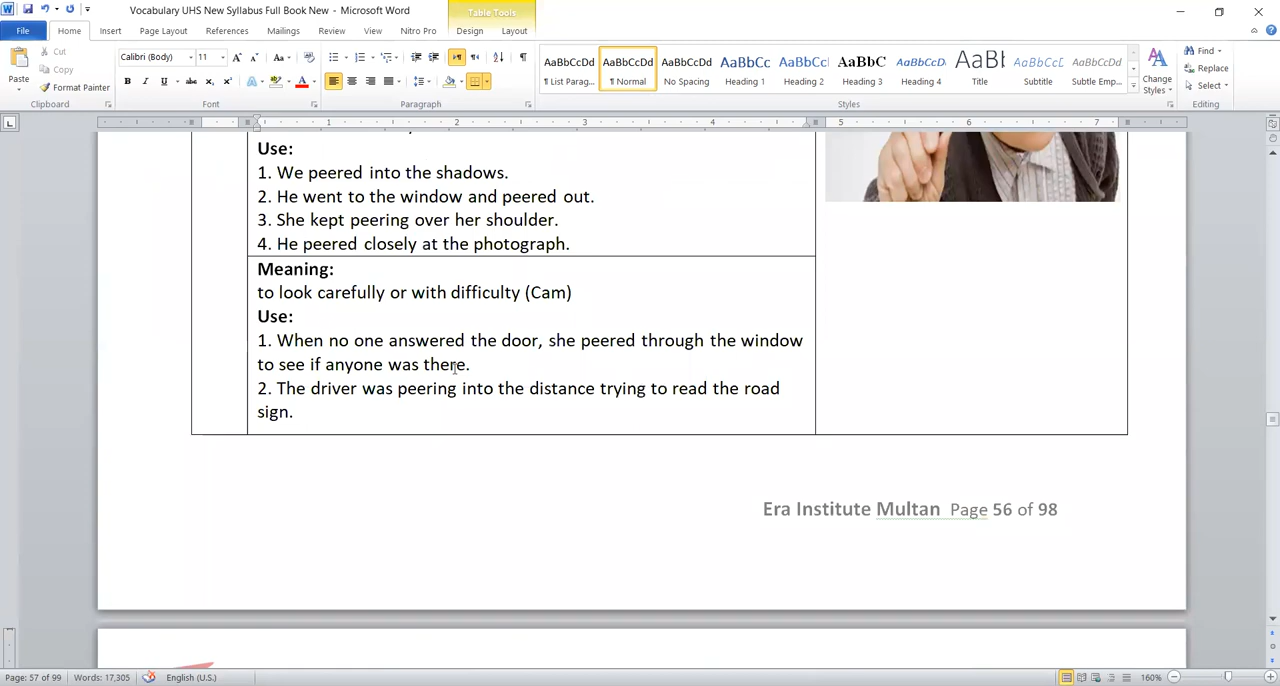 Vocabulary UHS New Syllabus Full Book New - Microsoft Word
Table Tools
File Home Insert Page Layout References Mailings Review View Nitro Pro Design Layout
Paste
Cut
Copy
Format Painter
Clipboard
Calibri (Body) 11
Font
Paragraph
AaBbCcDd AaBbCcDd AaBbCcDd AaBbCc AaBbCc AaBbC AaBbCcD AaB AaBbCcL AaBbCcDd
¶ List Parag... ¶ Normal No Spacing Heading 1 Heading 2 Heading 3 Heading 4 Title Subtitle Subtle Emp...
Styles
Change
Styles
Find
Replace
Select
Editing
1 2 3 4 5 6 7
Use:
1. We peered into the shadows.
2. He went to the window and peered out.
3. She kept peering over her shoulder.
4. He peered closely at the photograph.
Meaning:
to look carefully or with difficulty (Cam)
Use:
1. When no one answered the door, she peered through the window
to see if anyone was there.
2. The driver was peering into the distance trying to read the road
sign.
Era Institute Multan Page 56 of 98
Page: 57 of 99 Words: 17,305 English (U.S.) 160%